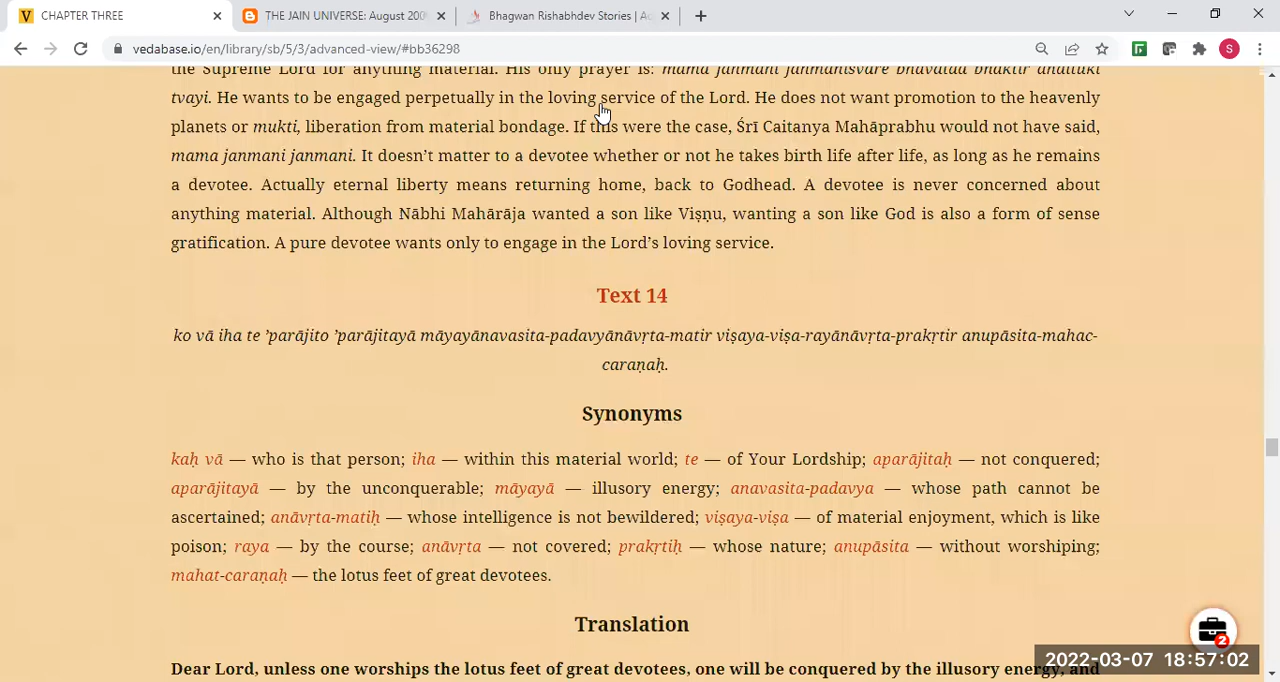 CHAPTER THREE
THE JAIN UNIVERSE: August 2009
Bhagwan Rishabhdev Stories | A
vedabase.io/en/library/sb/5/3/advanced-view/#bb36298
S
the Supreme Lord for anything material. His only prayer is: mama janmani janmanīśvare bhavatād bhaktir ahaitukī
tvayi. He wants to be engaged perpetually in the loving service of the Lord. He does not want promotion to the heavenly
planets or mukti, liberation from material bondage. If this were the case, Śrī Caitanya Mahāprabhu would not have said,
mama janmani janmani. It doesn’t matter to a devotee whether or not he takes birth life after life, as long as he remains
a devotee. Actually eternal liberty means returning home, back to Godhead. A devotee is never concerned about
anything material. Although Nābhi Mahārāja wanted a son like Viṣṇu, wanting a son like God is also a form of sense
gratification. A pure devotee wants only to engage in the Lord’s loving service.
Text 14
ko vā iha te ’parājito ’parājitayā māyayānavasita-padavyānāvṛta-matir viṣaya-viṣa-rayānāvṛta-prakṛtir anupāsita-mahac-
caraṇaḥ.
Synonyms
kaḥ vā — who is that person; iha — within this material world; te — of Your Lordship; aparājitaḥ — not conquered;
aparājitayā — by the unconquerable; māyayā — illusory energy; anavasita-padavya — whose path cannot be
ascertained; anāvṛta-matiḥ — whose intelligence is not bewildered; viṣaya-viṣa — of material enjoyment, which is like
poison; raya — by the course; anāvṛta — not covered; prakṛtiḥ — whose nature; anupāsita — without worshiping;
mahat-caraṇaḥ — the lotus feet of great devotees.
Translation
Dear Lord, unless one worships the lotus feet of great devotees, one will be conquered by the illusory energy, and
2
2022-03-07 18:57:02